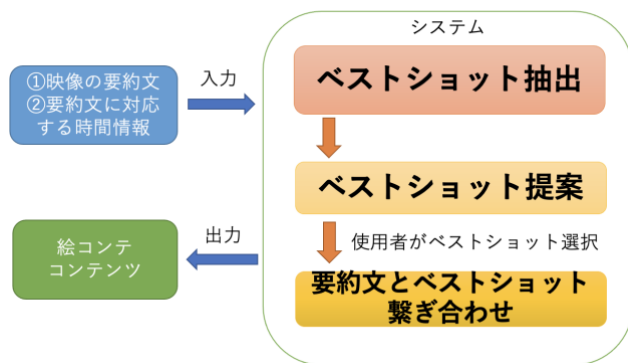 システム
①映像の要約文
②要約文に対応
する時間情報
入力
ベストショット抽出
ベストショット提案
使用者がベストショット選択
要約文とベストショット
繋ぎ合わせ
出力
絵コンテ
コンテンツ